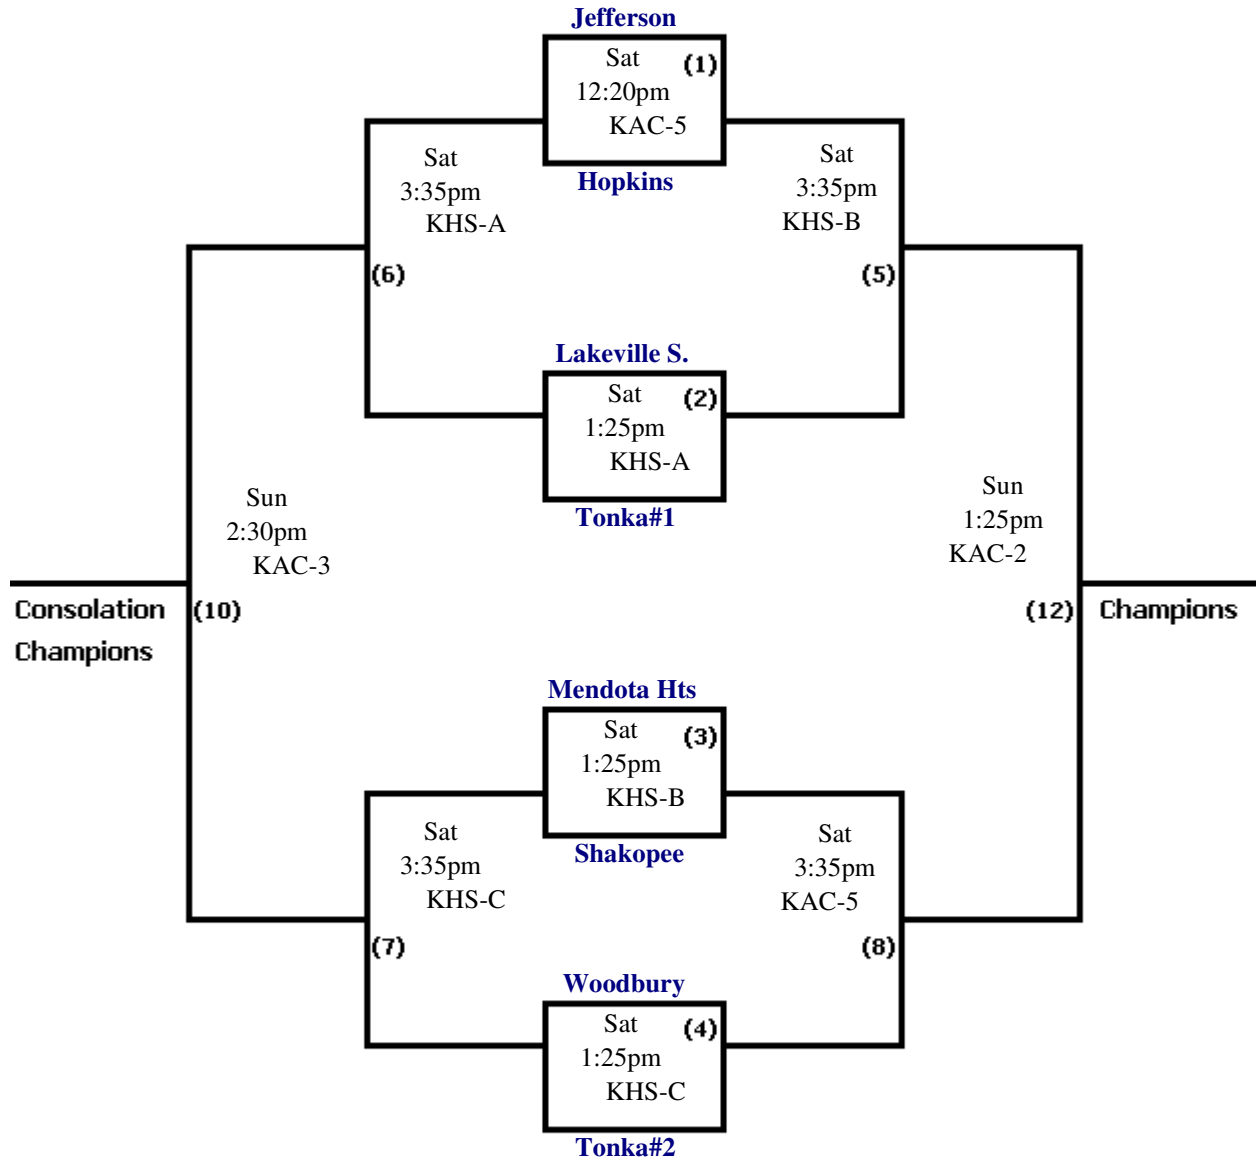 Jefferson
Sat (1)
12:20pm
KAC-5
Hopkins
Sat
3:35pm
KHS-A
(6)
Sat
3:35pm
KHS-B
(5)
Lakeville S.
Sat (2)
1:25pm
KHS-A
Tonka#1
Sun
2:30pm
KAC-3
Consolation
Champions
(10)
Sun
1:25pm
KAC-2
(12)
Champions
Mendota Hts
Sat (3)
1:25pm
KHS-B
Shakopee
Sat
3:35pm
KHS-C
(7)
Sat
3:35pm
KAC-5
(8)
Woodbury
Sat (4)
1:25pm
KHS-C
Tonka#2